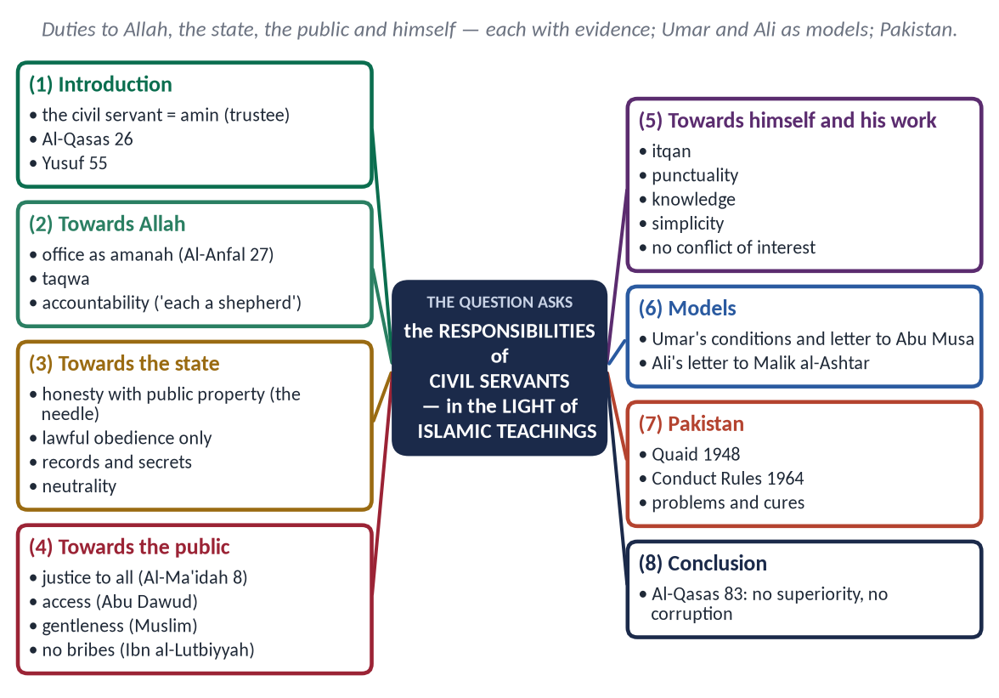 Duties to Allah, the state, the public and himself — each with evidence; Umar and Ali as models; Pakistan.
(1) Introduction
• the civil servant = amin (trustee)
• Al-Qasas 26
• Yusuf 55
(2) Towards Allah
• office as amanah (Al-Anfal 27)
• taqwa
• accountability ('each a shepherd')
(3) Towards the state
• honesty with public property (the
needle)
• lawful obedience only
• records and secrets
• neutrality
(4) Towards the public
• justice to all (Al-Ma'idah 8)
• access (Abu Dawud)
• gentleness (Muslim)
• no bribes (Ibn al-Lutbiyyah)
THE QUESTION ASKS
the RESPONSIBILITIES
of
CIVIL SERVANTS
— in the LIGHT of
ISLAMIC TEACHINGS
(5) Towards himself and his work
• itqan
• punctuality
• knowledge
• simplicity
• no conflict of interest
(6) Models
• Umar's conditions and letter to Abu Musa
• Ali's letter to Malik al-Ashtar
(7) Pakistan
• Quaid 1948
• Conduct Rules 1964
• problems and cures
(8) Conclusion
• Al-Qasas 83: no superiority, no
corruption